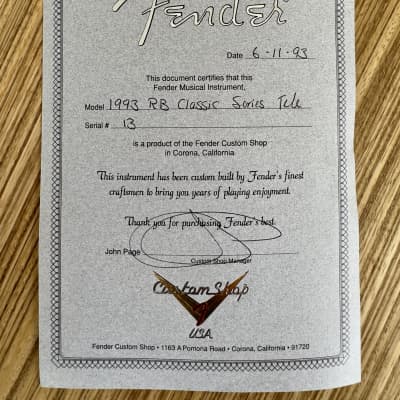 Fender
Date 6-11-93
This document certifies that this
Fender Musical Instrument,
Model 1993 RB Classic Series Tele
Serial # 13
is a product of the Fender Custom Shop
in Corona, California.
This instrument has been custom built by Fender's finest
craftsmen to bring you years of playing enjoyment.
Thank you for purchasing Fender's best.
John Page
Custom Shop Manager
Custom Shop
USA
Fender Custom Shop • 1163 A Pomona Road • Corona, California • 91720